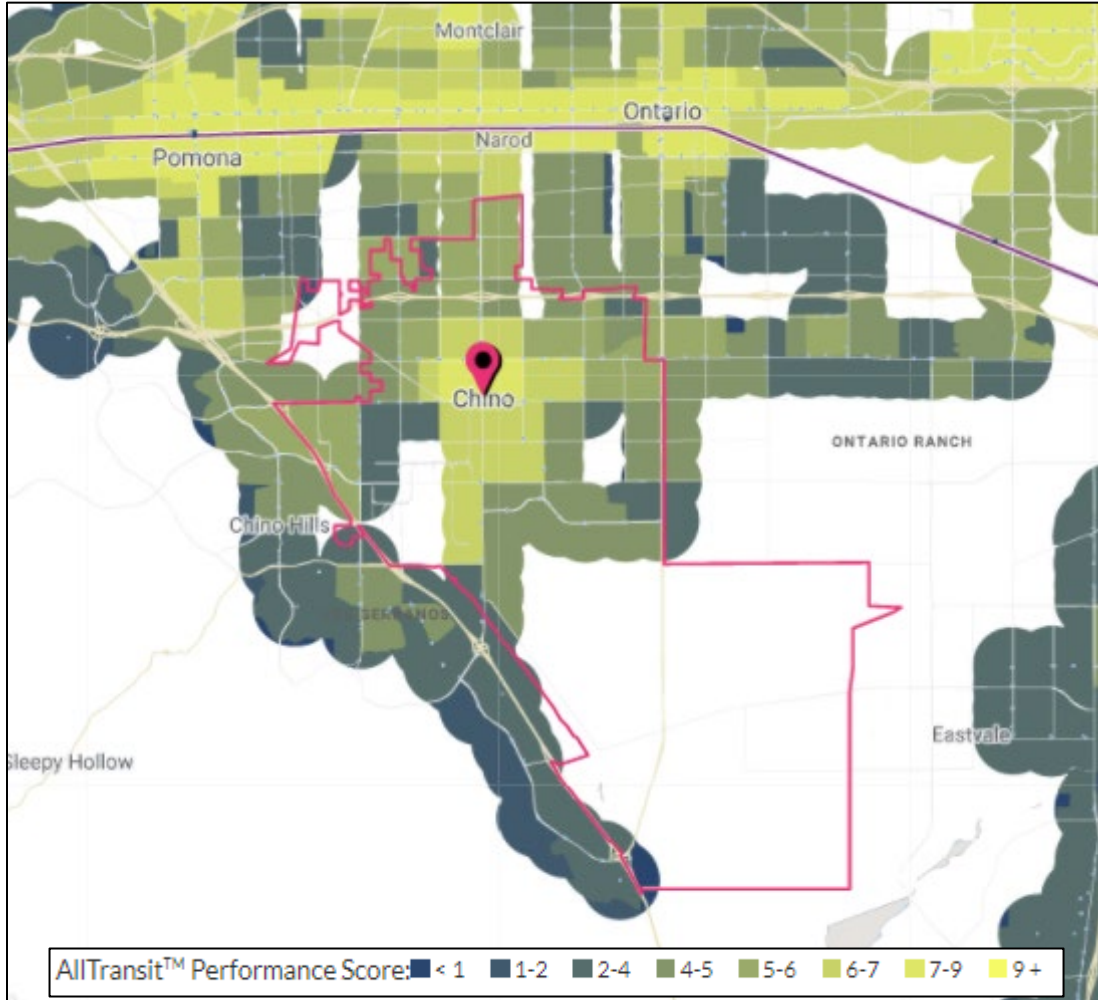 Montclair
Ontario
Narod
Pomona
Chino
ONTARIO RANCH
Chino Hills
Eastvale
Sleepy Hollow
AllTransit™ Performance Score: < 1 1-2 2-4 4-5 5-6 6-7 7-9 9 +